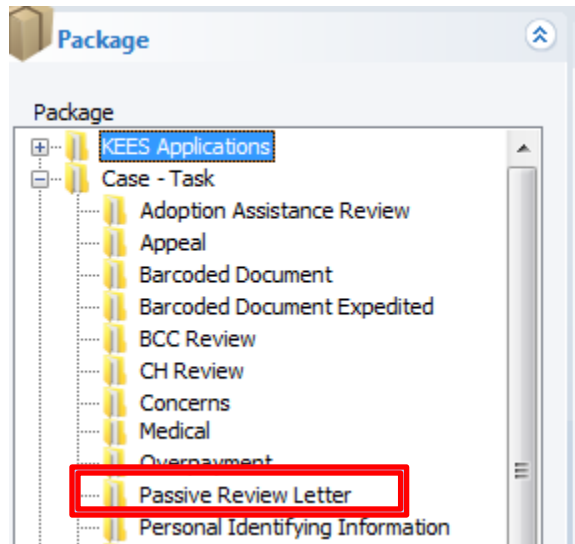 Package
Package
KEES Applications
Case - Task
Adoption Assistance Review
Appeal
Barcoded Document
Barcoded Document Expedited
BCC Review
CH Review
Concerns
Medical
Overpayment
Passive Review Letter
Personal Identifying Information